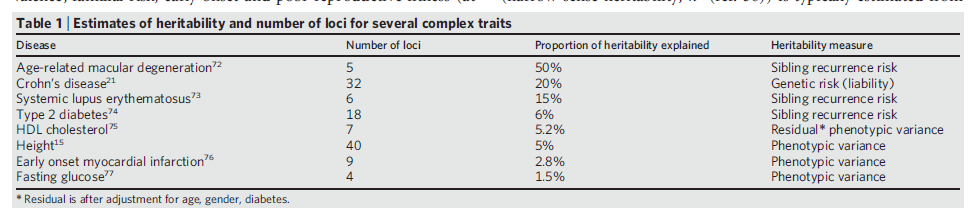 Table 1 | Estimates of heritability and number of loci for several complex traits
Disease Number of loci Proportion of heritability explained Heritability measure
Age-related macular degeneration72 5 50% Sibling recurrence risk
Crohn's disease21 32 20% Genetic risk (liability)
Systemic lupus erythematosus73 6 15% Sibling recurrence risk
Type 2 diabetes74 18 6% Sibling recurrence risk
HDL cholesterol75 7 5.2% Residual* phenotypic variance
Height15 40 5% Phenotypic variance
Early onset myocardial infarction76 9 2.8% Phenotypic variance
Fasting glucose77 4 1.5% Phenotypic variance
* Residual is after adjustment for age, gender, diabetes.